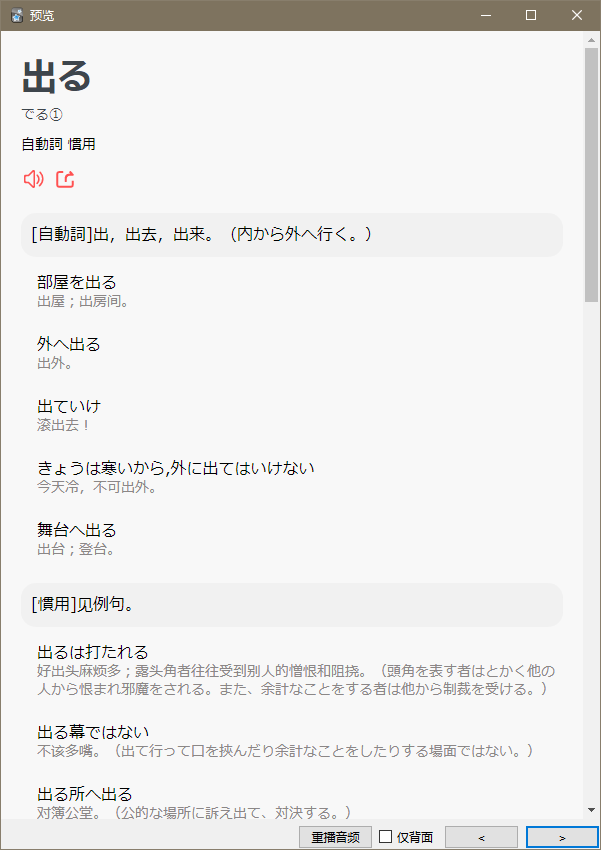 预览
出る
でる①
自動詞 慣用
[自動詞]出，出去，出来。（内から外へ行く。）
部屋を出る
出屋；出房间。
外へ出る
出外。
出ていけ
滚出去！
きょうは寒いから,外に出てはいけない
今天冷，不可出外。
舞台へ出る
出台；登台。
[慣用]见例句。
出るは打たれる
好出头麻烦多；露头角者往往受到别人的憎恨和阻挠。（頭角を表す者はとかく他の
人から恨まれ邪魔をされる。また、余計なことをする者は他から制裁を受ける。）
出る幕ではない
不该多嘴。（出て行って口を挟んだり余計なことをしたりする場面ではない。）
出る所へ出る
对簿公堂。（公的な場所に訴え出て、対決する。）
重播音频 仅背面 < >